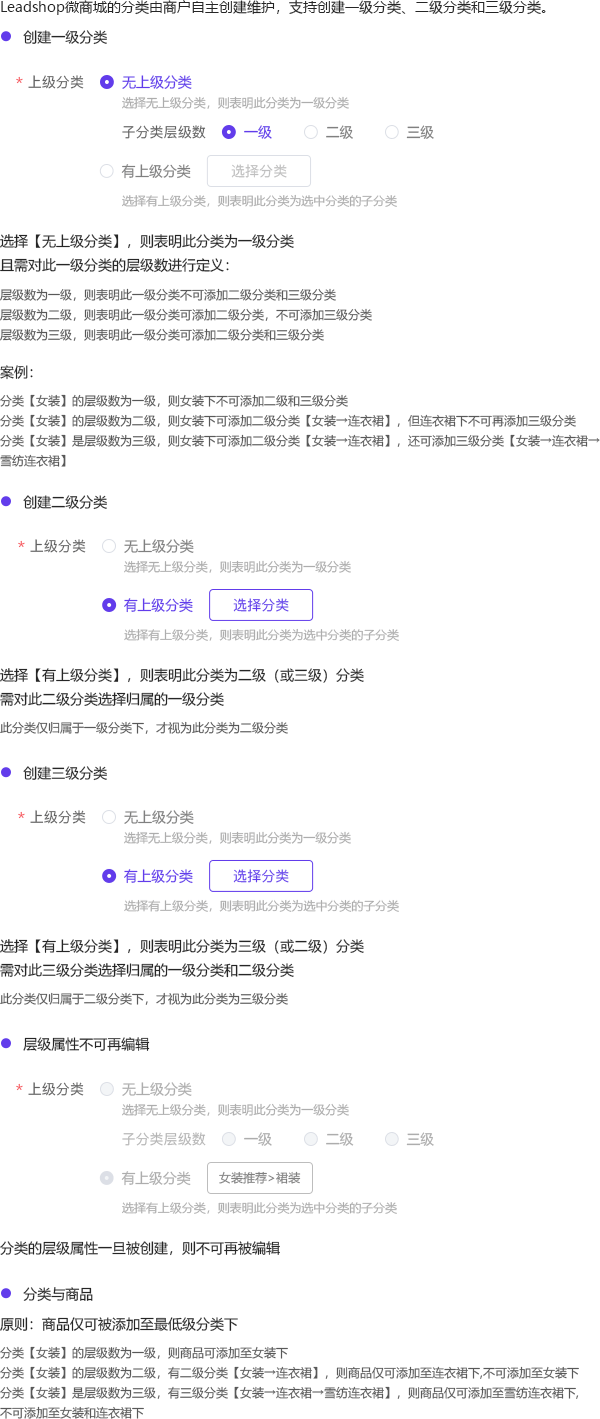 Leadshop微商城的分类由商户自主创建维护，支持创建一级分类、二级分类和三级分类。
创建一级分类
* 上级分类 无上级分类
选择无上级分类，则表明此分类为一级分类
子分类层级数 一级 二级 三级
有上级分类 选择分类
选择有上级分类，则表明此分类为选中分类的子分类
选择【无上级分类】，则表明此分类为一级分类
且需对此一级分类的层级数进行定义：
层级数为一级，则表明此一级分类不可添加二级分类和三级分类
层级数为二级，则表明此一级分类可添加二级分类，不可添加三级分类
层级数为三级，则表明此一级分类可添加二级分类和三级分类
案例：
分类【女装】的层级数为一级，则女装下不可添加二级和三级分类
分类【女装】的层级数为二级，则女装下可添加二级分类【女装→连衣裙】，但连衣裙下不可再添加三级分类
分类【女装】是层级数为三级，则女装下可添加二级分类【女装→连衣裙】，还可添加三级分类【女装→连衣裙→
雪纺连衣裙】
创建二级分类
* 上级分类 无上级分类
选择无上级分类，则表明此分类为一级分类
有上级分类 选择分类
选择有上级分类，则表明此分类为选中分类的子分类
选择【有上级分类】，则表明此分类为二级（或三级）分类
需对此二级分类选择归属的一级分类
此分类仅归属于一级分类下，才视为此分类为二级分类
创建三级分类
* 上级分类 无上级分类
选择无上级分类，则表明此分类为一级分类
有上级分类 选择分类
选择有上级分类，则表明此分类为选中分类的子分类
选择【有上级分类】，则表明此分类为三级（或二级）分类
需对此三级分类选择归属的一级分类和二级分类
此分类仅归属于二级分类下，才视为此分类为三级分类
层级属性不可再编辑
* 上级分类 无上级分类
选择无上级分类，则表明此分类为一级分类
子分类层级数 一级 二级 三级
有上级分类 女装推荐>裙装
选择有上级分类，则表明此分类为选中分类的子分类
分类的层级属性一旦被创建，则不可再被编辑
分类与商品
原则：商品仅可被添加至最低级分类下
分类【女装】的层级数为一级，则商品可添加至女装下
分类【女装】的层级数为二级，有二级分类【女装→连衣裙】，则商品仅可添加至连衣裙下,不可添加至女装下
分类【女装】是层级数为三级，有三级分类【女装→连衣裙→雪纺连衣裙】，则商品仅可添加至雪纺连衣裙下,
不可添加至女装和连衣裙下